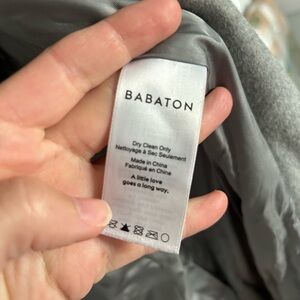 BABATON
Dry Clean Only
Nettoyage à Sec Seulement
Made in China
Fabriqué en Chine
A little love
goes a long way.